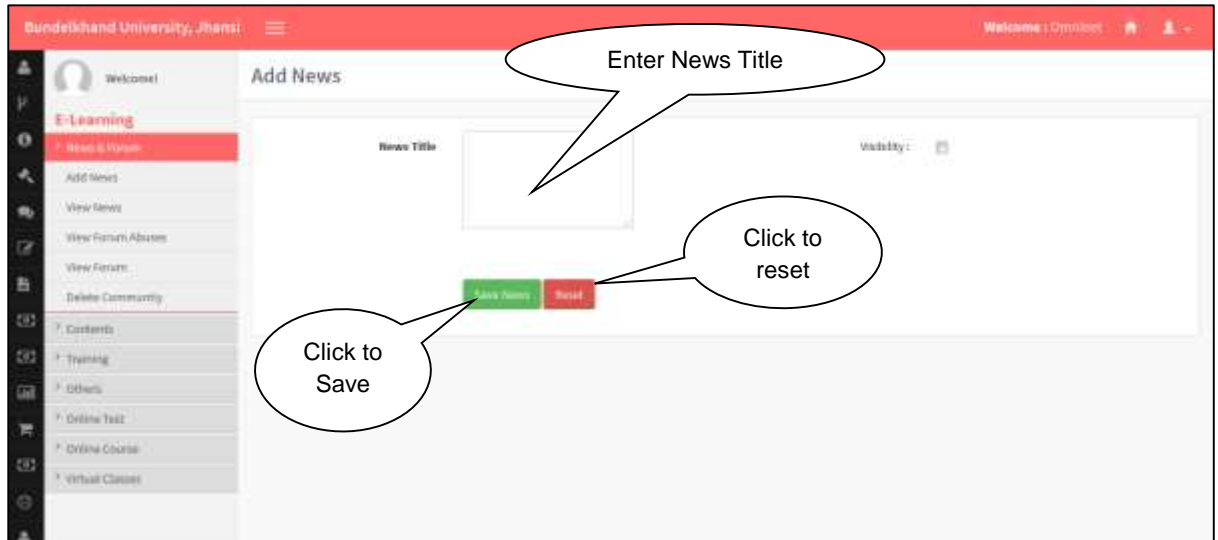 Bundelkhand University, Jhansi
Welcome : Omninet
Welcome!
E-Learning
News & Forum
Add News
View News
View Forum Abuses
View Forum
Delete Community
Contents
Training
Others
Online Test
Online Course
Virtual Classes
Add News
Enter News Title
News Title
Visibility :
Click to
reset
Save News
Reset
Click to
Save